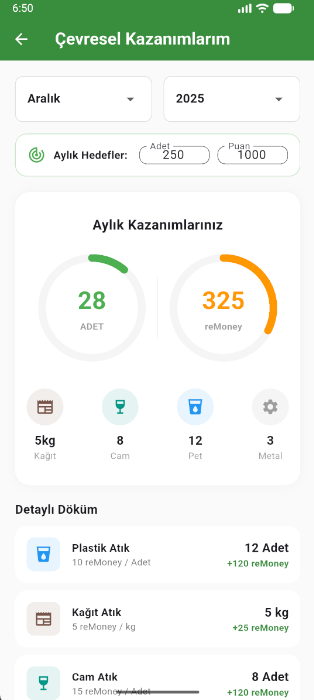 6:50
Çevresel Kazanımlarım
Aralık
2025
Aylık Hedefler:
Adet
250
Puan
1000
Aylık Kazanımlarınız
28
ADET
325
reMoney
5kg
Kağıt
8
Cam
12
Pet
3
Metal
Detaylı Döküm
Plastik Atık
12 Adet
10 reMoney / Adet
+120 reMoney
Kağıt Atık
5 kg
5 reMoney / kg
+25 reMoney
Cam Atık
8 Adet
15 reMoney / Adet
+120 reMoney